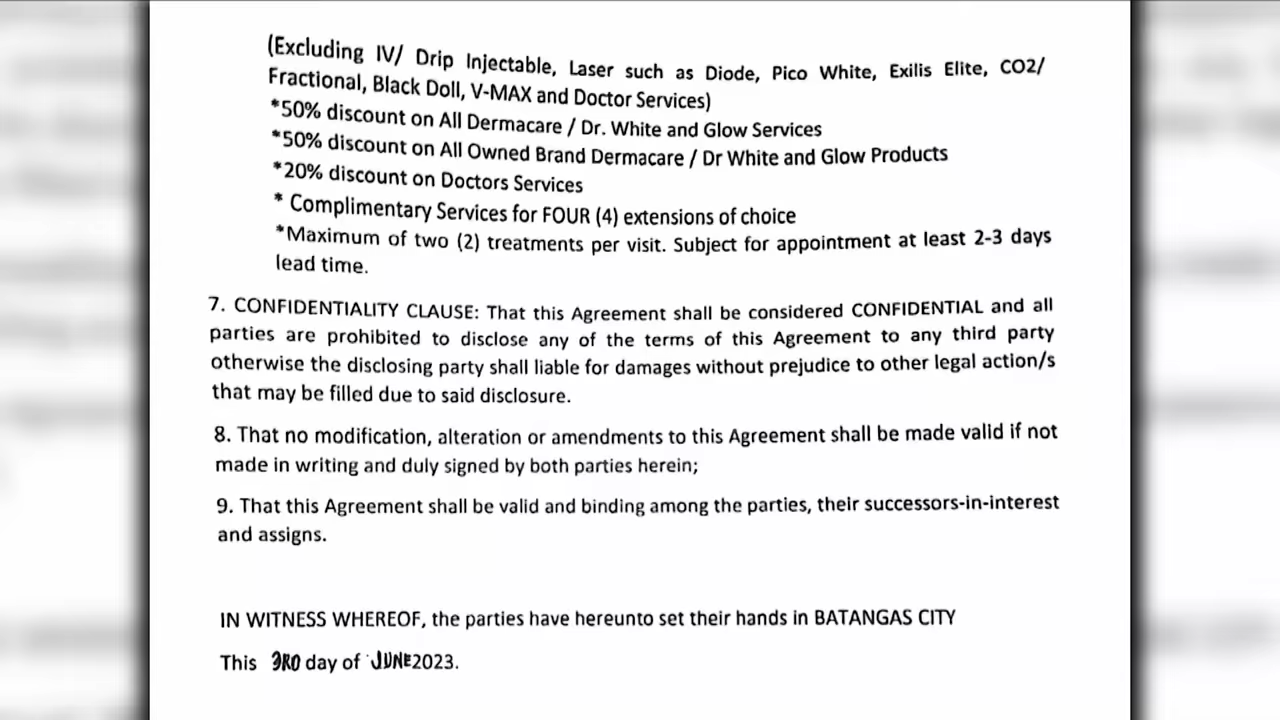 (Excluding IV/ Drip Injectable, Laser such as Diode, Pico White, Exilis Elite, CO2/
Fractional, Black Doll, V-MAX and Doctor Services)
*50% discount on All Dermacare / Dr. White and Glow Services
*50% discount on All Owned Brand Dermacare / Dr White and Glow Products
*20% discount on Doctors Services
* Complimentary Services for FOUR (4) extensions of choice
*Maximum of two (2) treatments per visit. Subject for appointment at least 2-3 days
lead time.
7. CONFIDENTIALITY CLAUSE: That this Agreement shall be considered CONFIDENTIAL and all
parties are prohibited to disclose any of the terms of this Agreement to any third party
otherwise the disclosing party shall liable for damages without prejudice to other legal action/s
that may be filled due to said disclosure.
8. That no modification, alteration or amendments to this Agreement shall be made valid if not
made in writing and duly signed by both parties herein;
9. That this Agreement shall be valid and binding among the parties, their successors-in-interest
and assigns.
IN WITNESS WHEREOF, the parties have hereunto set their hands in BATANGAS CITY
This 3RD day of JUNE 2023.